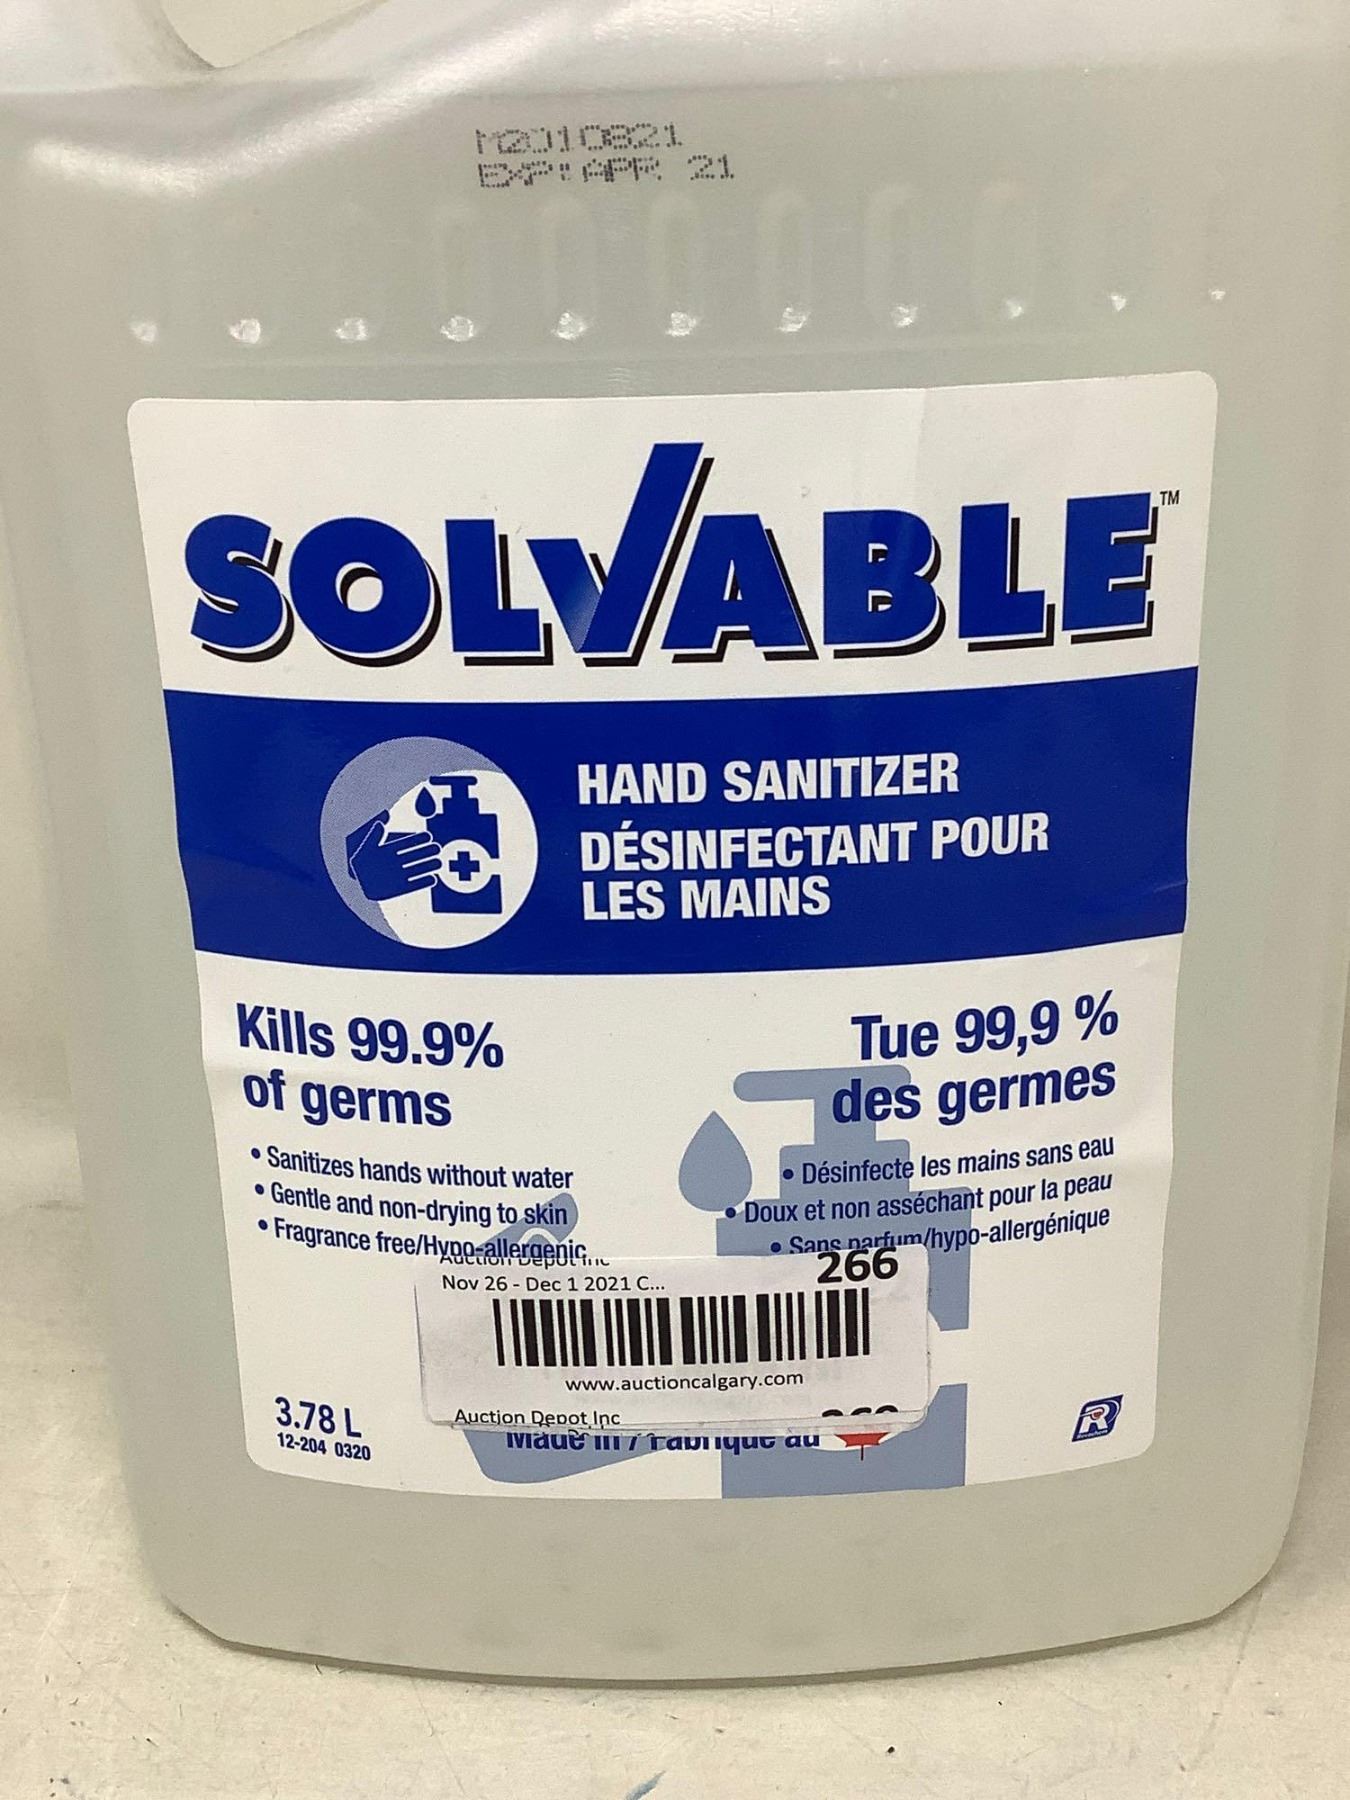 M2010821
EXP: APR 21
SOLVABLE™
HAND SANITIZER
DÉSINFECTANT POUR
LES MAINS
Kills 99.9%
of germs
• Sanitizes hands without water
• Gentle and non-drying to skin
• Fragrance free/Hypo-allergenic
Tue 99,9 %
des germes
• Désinfecte les mains sans eau
• Doux et non asséchant pour la peau
• Sans parfum/hypo-allergénique
Auction Depot Inc
266
Nov 26 - Dec 1 2021 C...
www.auctioncalgary.com
Auction Depot Inc
Made in / Fabriqué au
3.78 L
12-204 0320
R